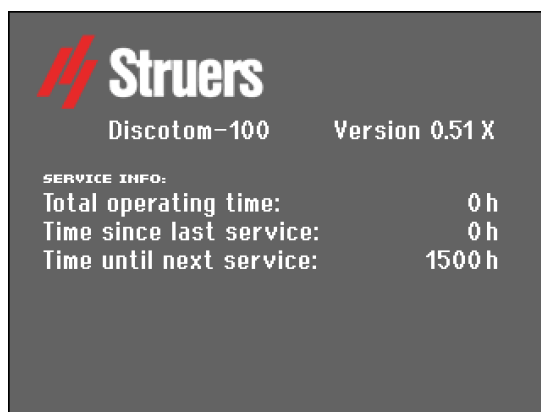 Struers
Discotom-100 Version 0.51 X
SERVICE INFO:
Total operating time: 0 h
Time since last service: 0 h
Time until next service: 1500 h